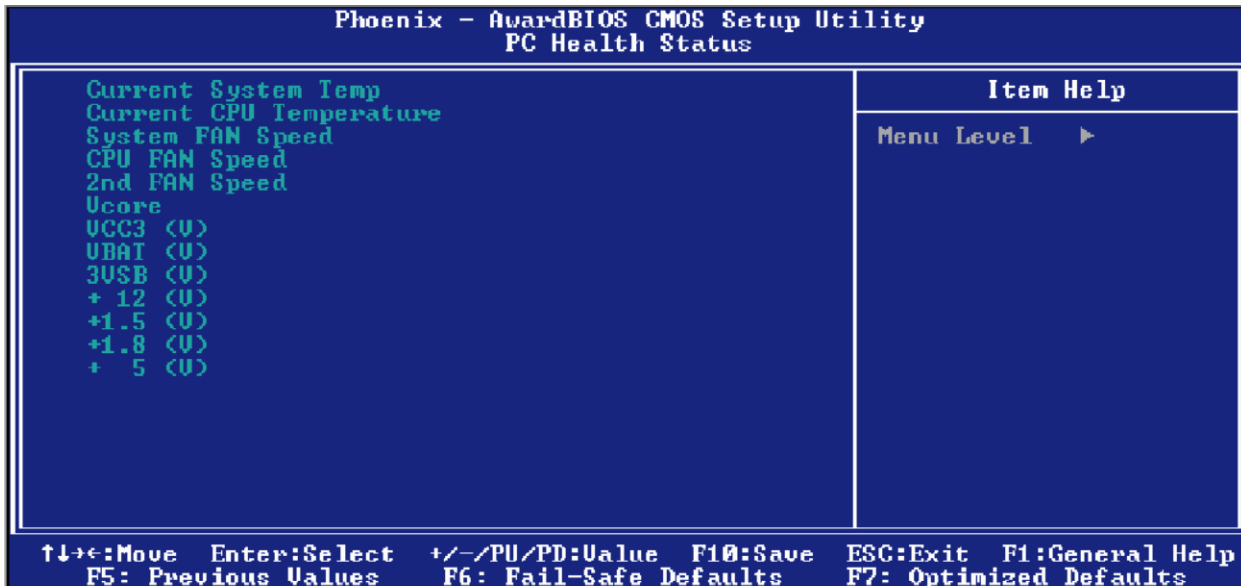 Phoenix - AwardBIOS CMOS Setup Utility
PC Health Status
Current System Temp
Current CPU Temperature
System FAN Speed
CPU FAN Speed
2nd FAN Speed
Vcore
VCC3 (V)
VBAT (V)
3VSB (V)
+ 12 (V)
+1.5 (V)
+1.8 (V)
+  5 (V)
Item Help
Menu Level ▶
↑↓→←:Move Enter:Select +/-/PU/PD:Value F10:Save ESC:Exit F1:General Help
F5: Previous Values F6: Fail-Safe Defaults F7: Optimized Defaults